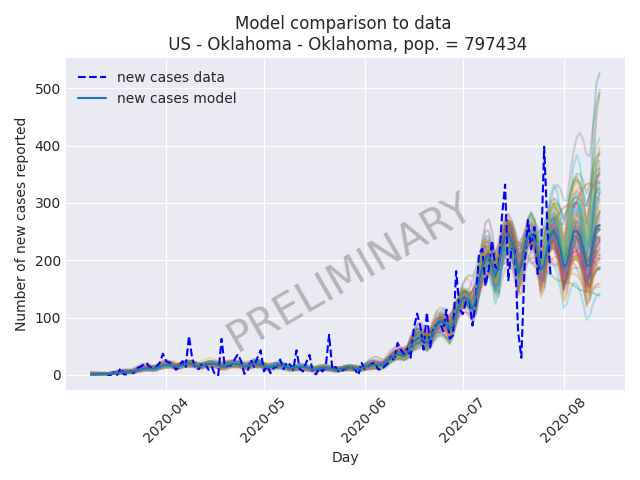 Model comparison to data
US - Oklahoma - Oklahoma, pop. = 797434
new cases data
new cases model
PRELIMINARY
Number of new cases reported
500
400
300
200
100
0
2020-04
2020-05
2020-06
2020-07
2020-08
Day